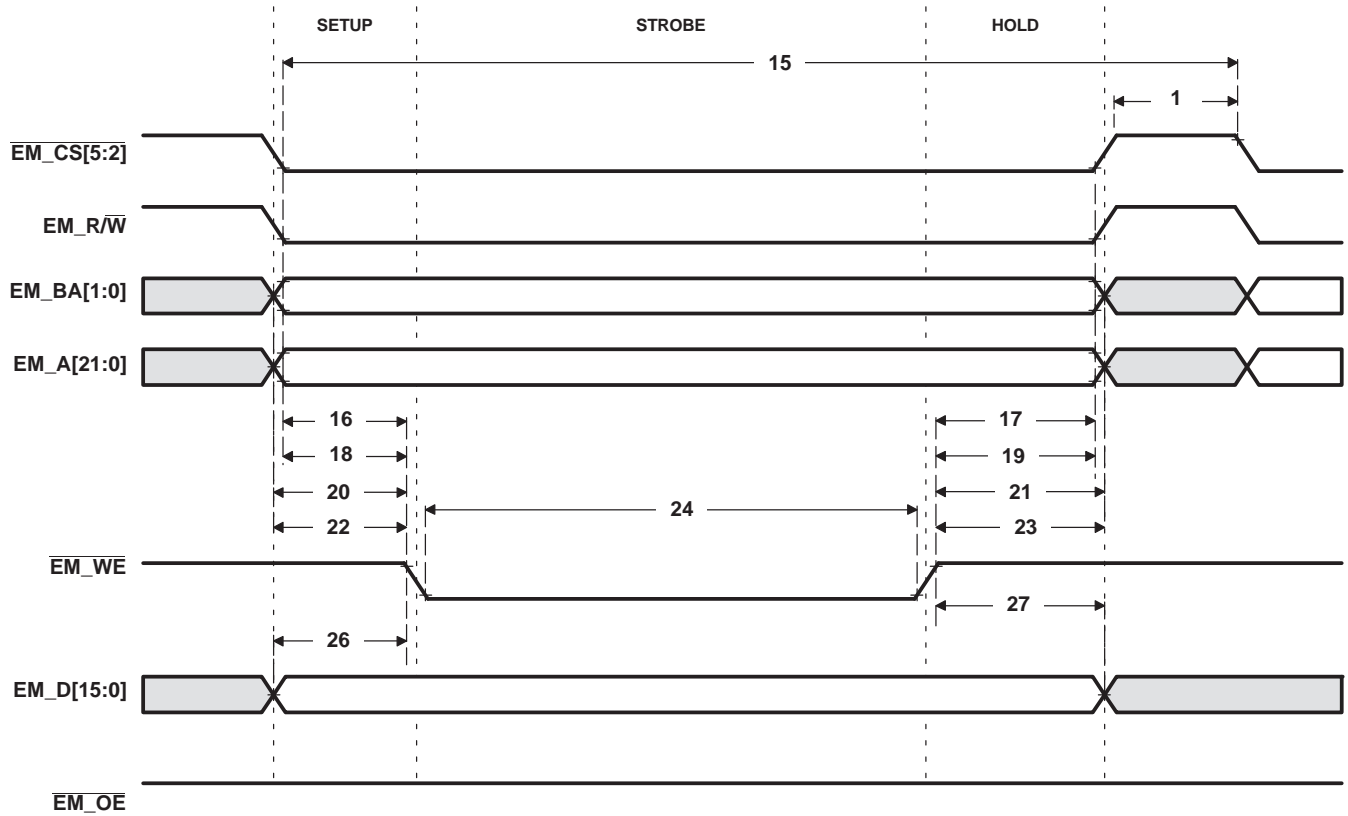 SETUP STROBE HOLD
15
1
EM_CS[5:2]
EM_R/W
EM_BA[1:0]
EM_A[21:0]
16 17
18 19
20 21
24
22 23
EM_WE
27
26
EM_D[15:0]
EM_OE